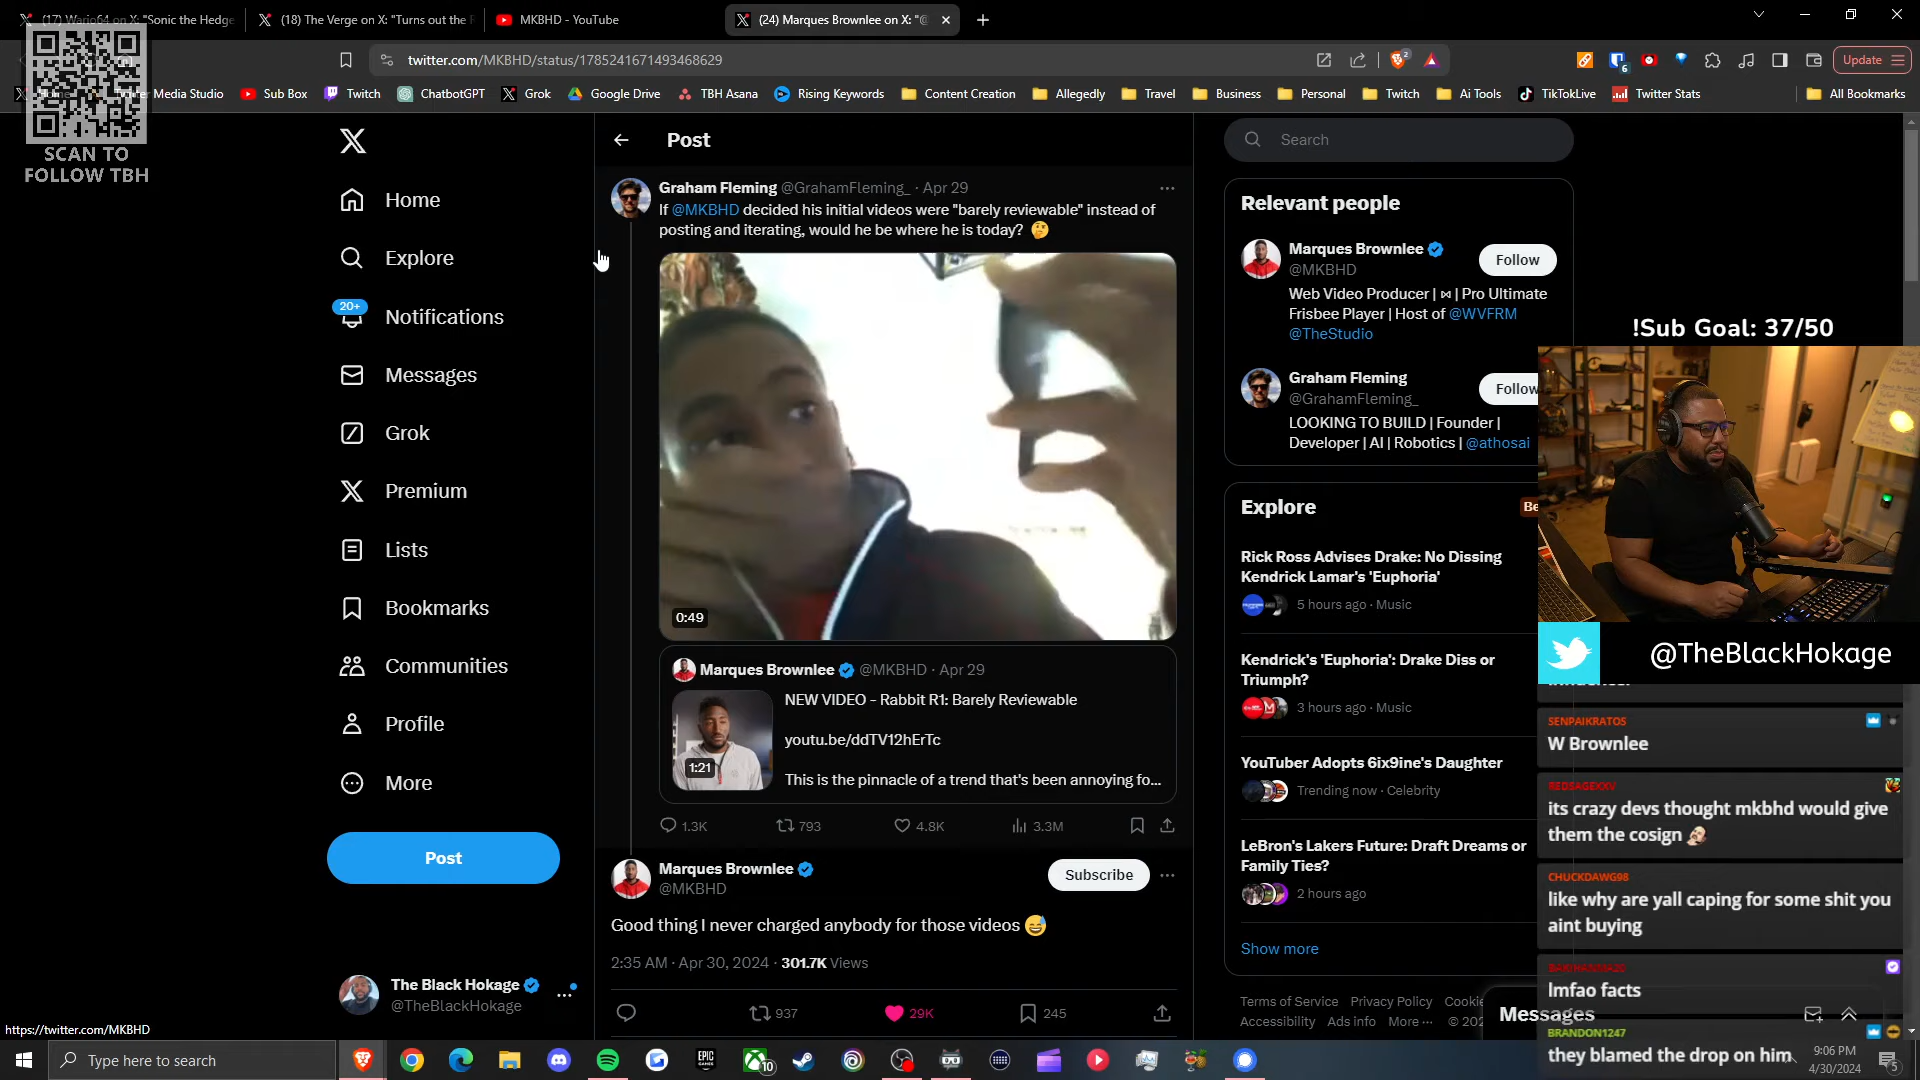 (17) Wario64 on X: "Sonic the Hedge
(18) The Verge on X: "Turns out the R
MKBHD - YouTube
(24) Marques Brownlee on X: "@
twitter.com/MKBHD/status/1785241671493468629
2
6
Update
Media Studio
Sub Box
Twitch
ChatbotGPT
Grok
Google Drive
TBH Asana
Rising Keywords
Content Creation
Allegedly
Travel
Business
Personal
Twitch
Ai Tools
TikTokLive
Twitter Stats
All Bookmarks
SCAN TO
FOLLOW TBH
Home
Explore
20+
Notifications
Messages
Grok
Premium
Lists
Bookmarks
Communities
Profile
More
Post
The Black Hokage
@TheBlackHokage
https://twitter.com/MKBHD
Post
Graham Fleming @GrahamFleming_ · Apr 29
If @MKBHD decided his initial videos were "barely reviewable" instead of
posting and iterating, would he be where he is today? 🤔
0:49
Marques Brownlee @MKBHD · Apr 29
NEW VIDEO - Rabbit R1: Barely Reviewable
youtu.be/ddTV12hErTc
This is the pinnacle of a trend that's been annoying fo...
1:21
1.3K
793
4.8K
3.3M
Marques Brownlee
@MKBHD
Subscribe
Good thing I never charged anybody for those videos 😅
2:35 AM · Apr 30, 2024 · 301.7K Views
937
29K
245
Search
Relevant people
Marques Brownlee
@MKBHD
Follow
Web Video Producer | ⋈ | Pro Ultimate
Frisbee Player | Host of @WVFRM
@TheStudio
Graham Fleming
@GrahamFleming_
Follow
LOOKING TO BUILD | Founder |
Developer | AI | Robotics | @athosai
Explore
Be
Rick Ross Advises Drake: No Dissing
Kendrick Lamar's 'Euphoria'
5 hours ago · Music
Kendrick's 'Euphoria': Drake Diss or
Triumph?
3 hours ago · Music
YouTuber Adopts 6ix9ine's Daughter
Trending now · Celebrity
LeBron's Lakers Future: Draft Dreams or
Family Ties?
2 hours ago
Show more
Terms of Service Privacy Policy Cookie
Accessibility Ads info More ··· © 202
Messages
!Sub Goal: 37/50
@TheBlackHokage
SENPAIKRATOS
W Brownlee
REDSAGEXXV
its crazy devs thought mkbhd would give
them the cosign
CHUCKDAWG98
like why are yall caping for some shit you
aint buying
lmfao facts
BRANDON1247
they blamed the drop on him
Type here to search
EPIC
GAMES
10
9:06 PM
4/30/2024
5